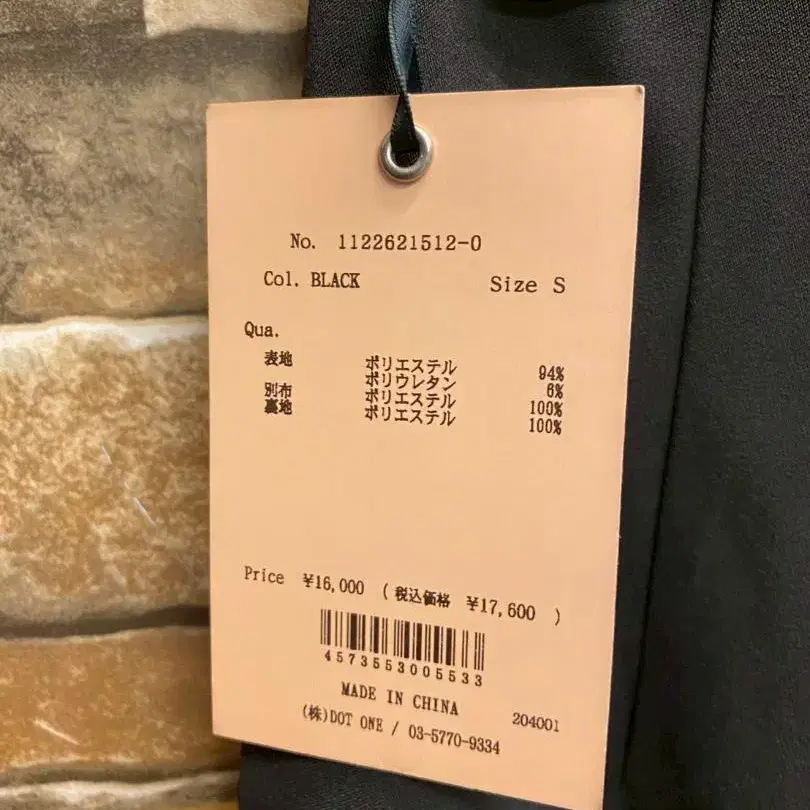 No. 1122621512-0
Col. BLACK Size S
Qua.
表地 ポリエステル 94%
ポリウレタン 6%
別布 ポリエステル 100%
裏地 ポリエステル 100%
Price ¥16,000 ( 税込価格 ¥17,600 )
4573553005533
MADE IN CHINA
204001
(株)DOT ONE / 03-5770-9334